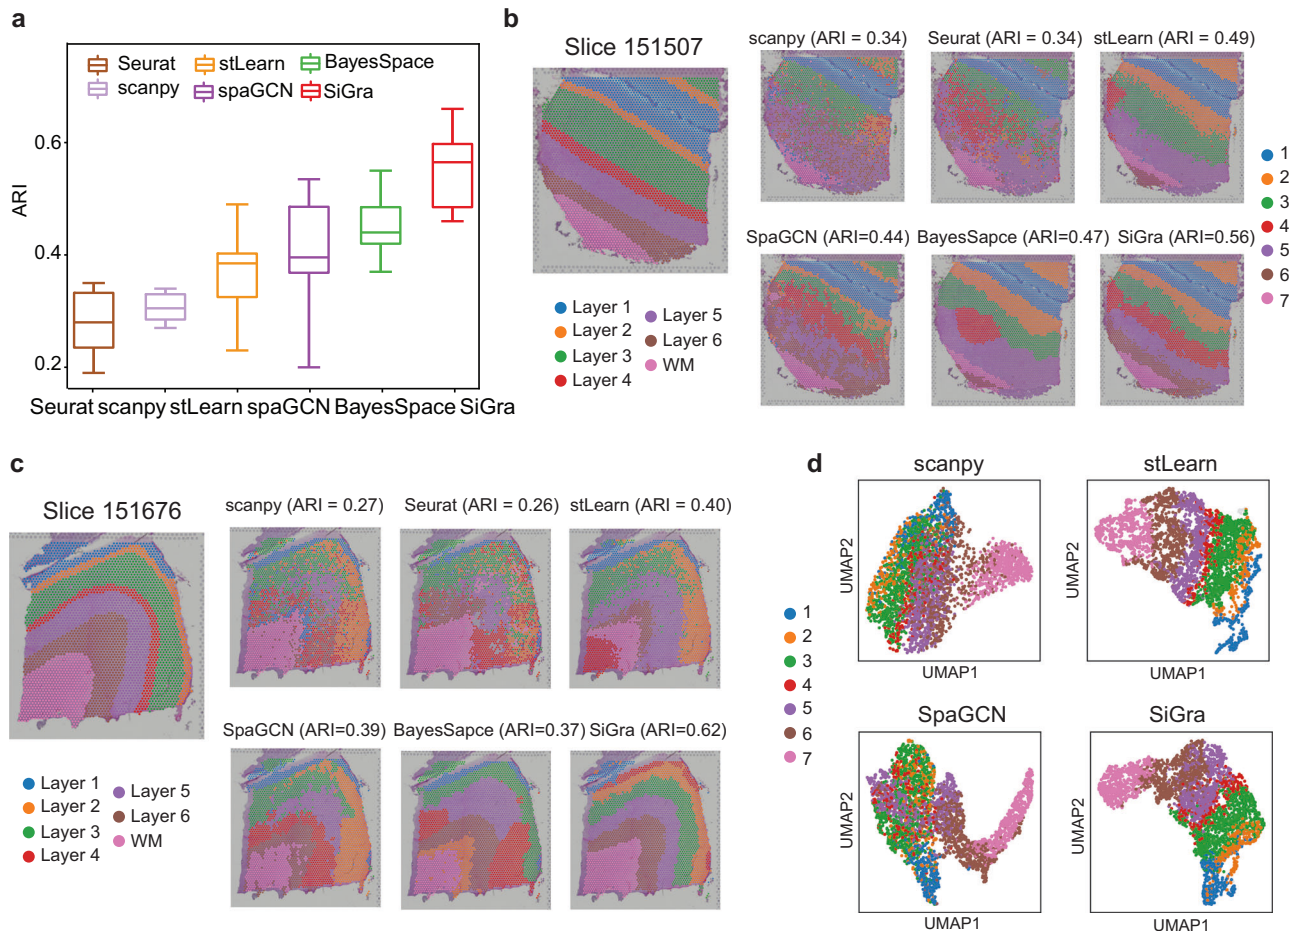 a
Seurat
stLearn
BayesSpace
scanpy
spaGCN
SiGra
ARI
0.6
0.4
0.2
Seurat scanpy stLearn spaGCN BayesSpace SiGra
b
Slice 151507
scanpy (ARI = 0.34)
Seurat (ARI = 0.34)
stLearn (ARI = 0.49)
SpaGCN (ARI=0.44)
BayesSapce (ARI=0.47)
SiGra (ARI=0.56)
Layer 1
Layer 2
Layer 3
Layer 4
Layer 5
Layer 6
WM
1
2
3
4
5
6
7
c
Slice 151676
scanpy (ARI = 0.27)
Seurat (ARI = 0.26)
stLearn (ARI = 0.40)
SpaGCN (ARI=0.39)
BayesSapce (ARI=0.37)
SiGra (ARI=0.62)
Layer 1
Layer 2
Layer 3
Layer 4
Layer 5
Layer 6
WM
d
1
2
3
4
5
6
7
scanpy
UMAP2
UMAP1
stLearn
UMAP2
UMAP1
SpaGCN
UMAP2
UMAP1
SiGra
UMAP2
UMAP1